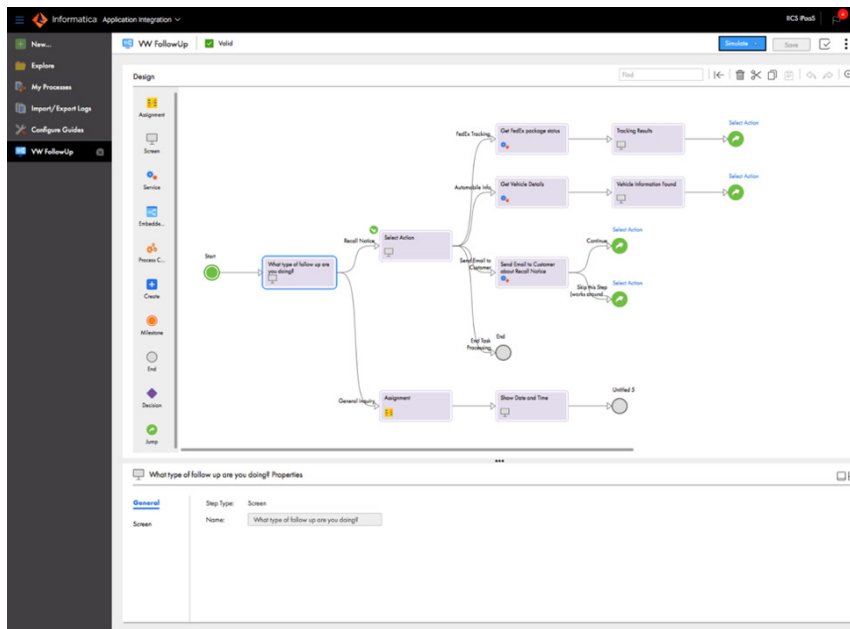 Informatica Application Integration
IICS iPaaS
New...
Explore
My Processes
Import/Export Logs
Configure Guides
VW FollowUp
VW FollowUp
Valid
Simulate
Save
Design
Find
Assignment
Screen
Service
Embedde...
Process C...
Create
Milestone
End
Decision
Jump
Start
What type of follow up are
you doing?
Recall Notice
Select Action
FedEx Tracking
Get FedEx package status
Tracking Results
Select Action
Automobile Info
Get Vehicle Details
Vehicle Information Found
Select Action
Send Email to
Customer
Send Email to Customer
about Recall Notice
Continue
Select Action
Skip this Step
(works around...
Select Action
End Task
Processing
End
General Inquiry
Assignment
Show Date and Time
Untitled 5
What type of follow up are you doing? Properties
General
Screen
Step Type: Screen
Name: What type of follow up are you doing?